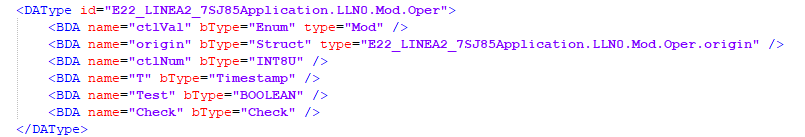 <DAType id="E22_LINEA2_7SJ85Application.LLN0.Mod.Oper">
<BDA name="ctlVal" bType="Enum" type="Mod" />
<BDA name="origin" bType="Struct" type="E22_LINEA2_7SJ85Application.LLN0.Mod.Oper.origin" />
<BDA name="ctlNum" bType="INT8U" />
<BDA name="T" bType="Timestamp" />
<BDA name="Test" bType="BOOLEAN" />
<BDA name="Check" bType="Check" />
</DAType>